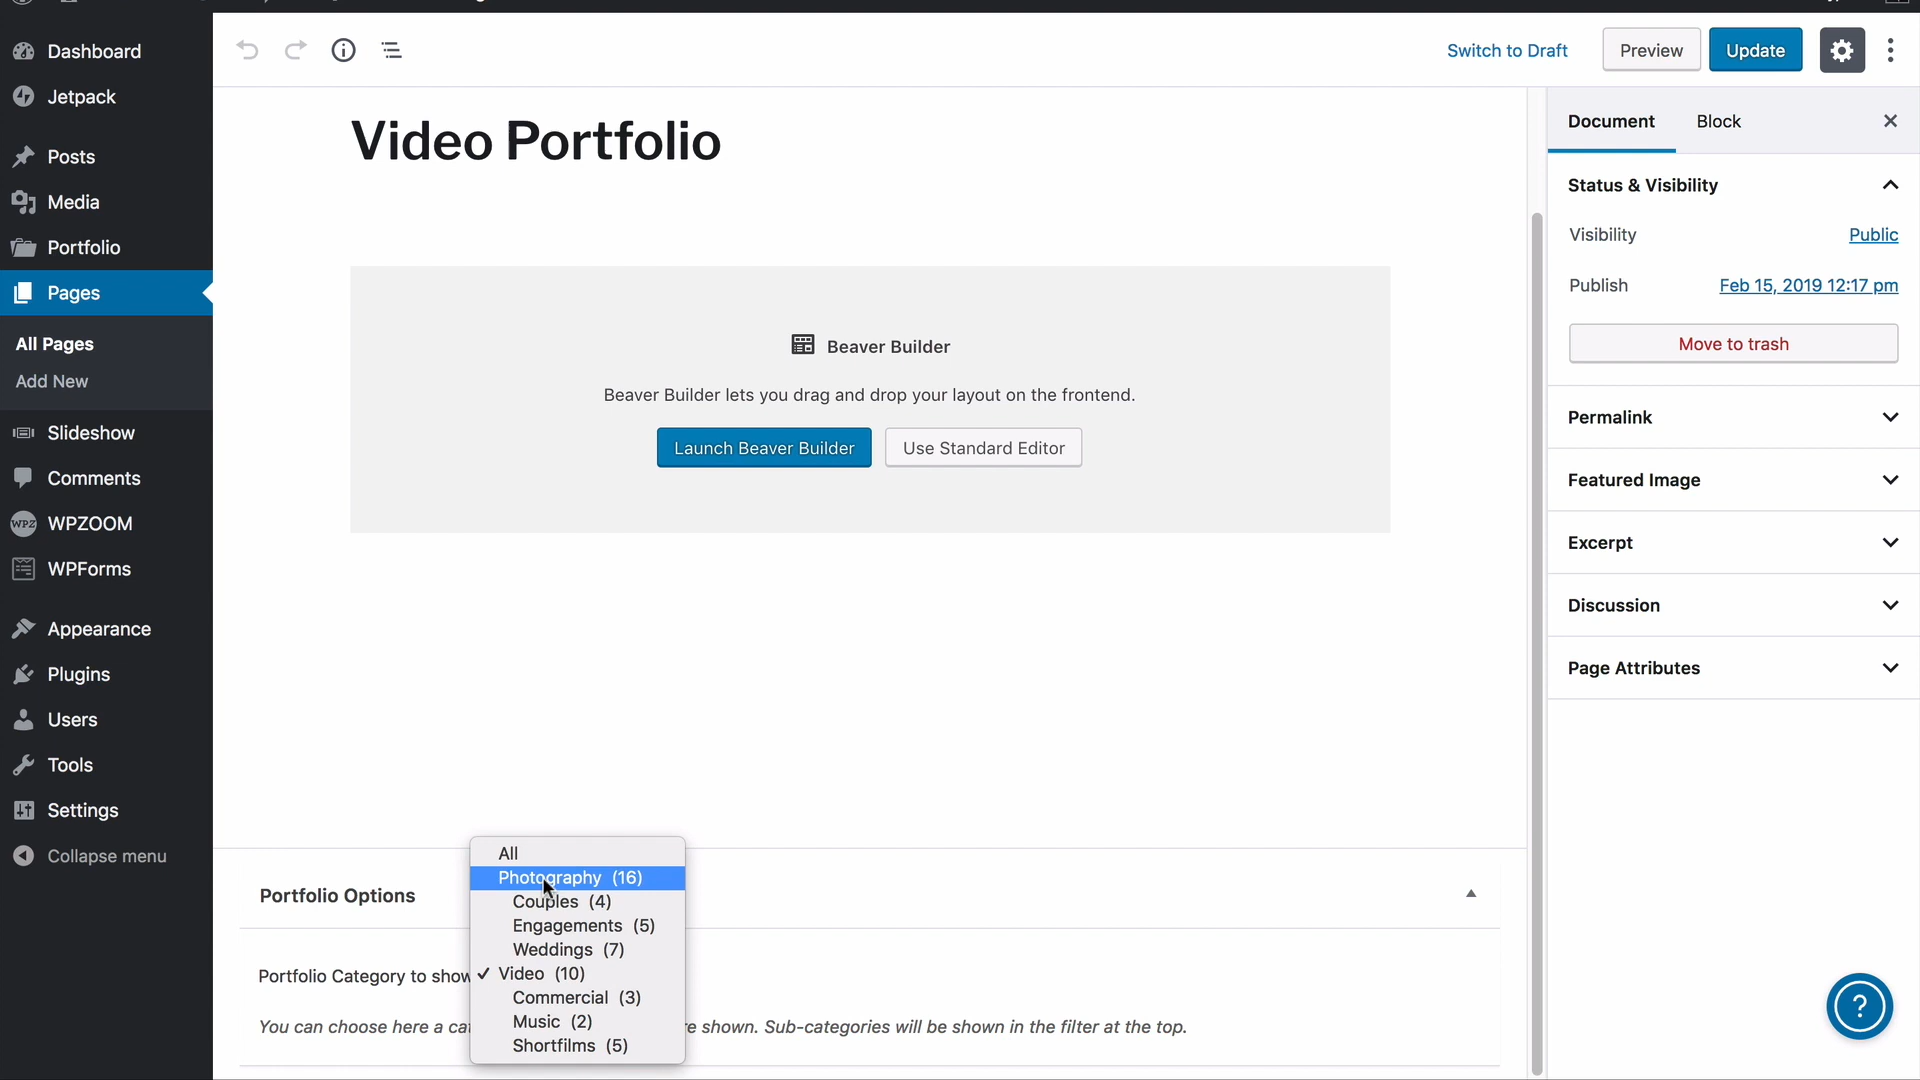 Dashboard
Jetpack
Posts
Media
Portfolio
Pages
All Pages
Add New
Slideshow
Comments
WPZ WPZOOM
WPForms
Appearance
Plugins
Users
Tools
Settings
Collapse menu
Switch to Draft
Preview
Update
Video Portfolio
Beaver Builder
Beaver Builder lets you drag and drop your layout on the frontend.
Launch Beaver Builder
Use Standard Editor
Portfolio Options
Portfolio Category to show
You can choose here a ca
re shown. Sub-categories will be shown in the filter at the top.
All
Photography (16)
Couples (4)
Engagements (5)
Weddings (7)
✓ Video (10)
Commercial (3)
Music (2)
Shortfilms (5)
Document
Block
Status & Visibility
Visibility
Public
Publish
Feb 15, 2019 12:17 pm
Move to trash
Permalink
Featured Image
Excerpt
Discussion
Page Attributes
?